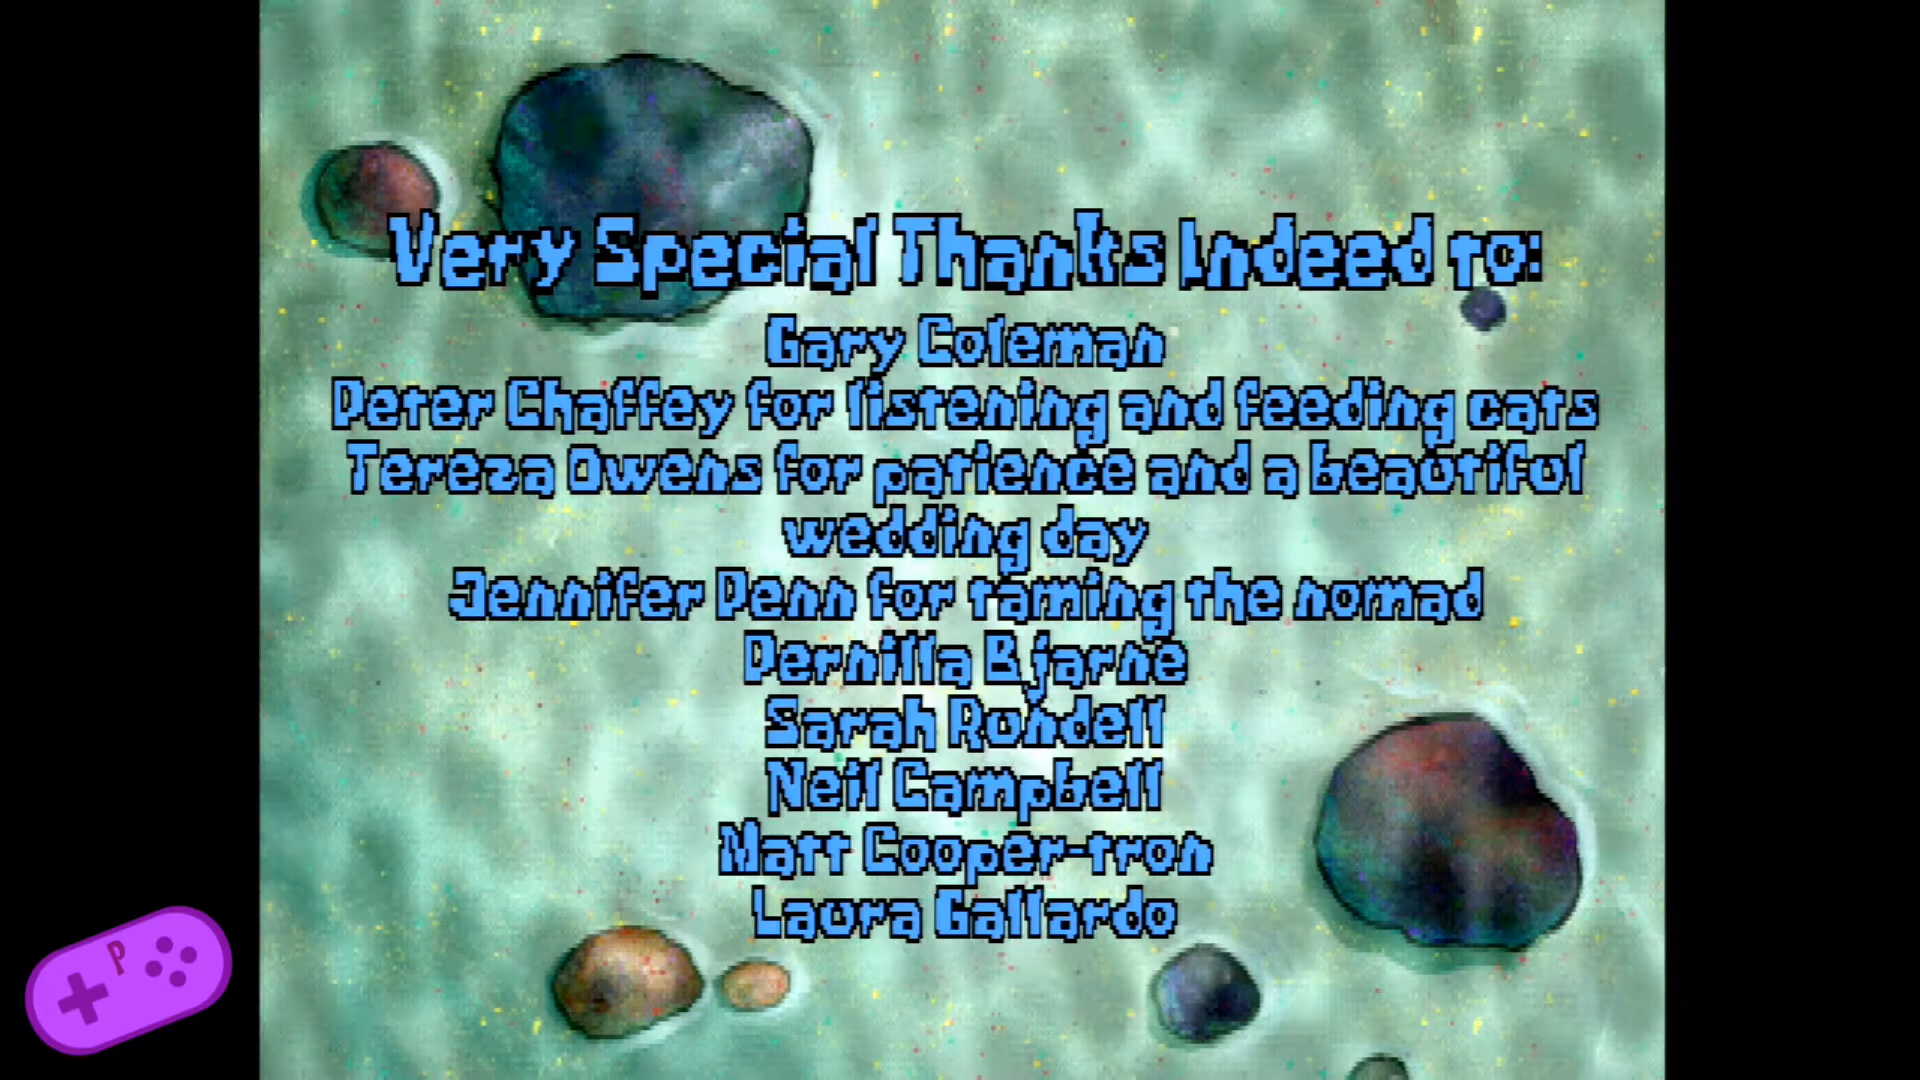 Very Special Thanks Indeed to:
Gary Coleman
Peter Chaffey for listening and feeding cats
Tereza Owens for patience and a beautiful
wedding day
Jennifer Penn for taming the nomad
Pernilla Bjarne
Sarah Rondell
Neil Campbell
Matt Cooper-tron
Laura Gallardo
P